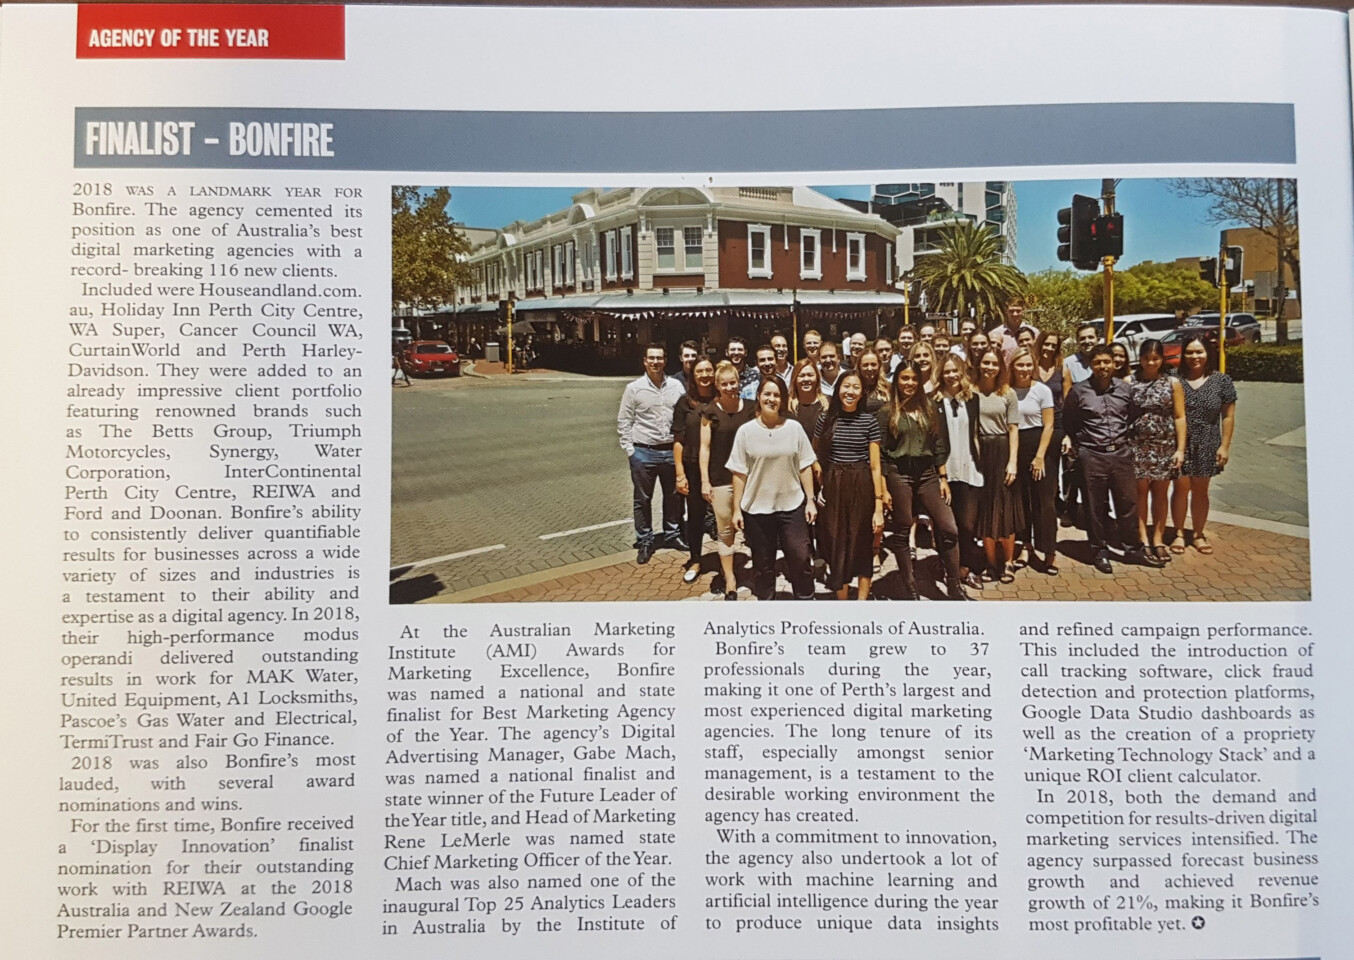 AGENCY OF THE YEAR
FINALIST – BONFIRE
2018 WAS A LANDMARK YEAR FOR
Bonfire. The agency cemented its
position as one of Australia's best
digital marketing agencies with a
record- breaking 116 new clients.
Included were Houseandland.com.
au, Holiday Inn Perth City Centre,
WA Super, Cancer Council WA,
CurtainWorld and Perth Harley-
Davidson. They were added to an
already impressive client portfolio
featuring renowned brands such
as The Betts Group, Triumph
Motorcycles, Synergy, Water
Corporation, InterContinental
Perth City Centre, REIWA and
Ford and Doonan. Bonfire's ability
to consistently deliver quantifiable
results for businesses across a wide
variety of sizes and industries is
a testament to their ability and
expertise as a digital agency. In 2018,
their high-performance modus
operandi delivered outstanding
results in work for MAK Water,
United Equipment, A1 Locksmiths,
Pascoe's Gas Water and Electrical,
TermiTrust and Fair Go Finance.
2018 was also Bonfire's most
lauded, with several award
nominations and wins.
For the first time, Bonfire received
a 'Display Innovation' finalist
nomination for their outstanding
work with REIWA at the 2018
Australia and New Zealand Google
Premier Partner Awards.
At the Australian Marketing
Institute (AMI) Awards for
Marketing Excellence, Bonfire
was named a national and state
finalist for Best Marketing Agency
of the Year. The agency's Digital
Advertising Manager, Gabe Mach,
was named a national finalist and
state winner of the Future Leader of
the Year title, and Head of Marketing
Rene LeMerle was named state
Chief Marketing Officer of the Year.
Mach was also named one of the
inaugural Top 25 Analytics Leaders
in Australia by the Institute of
Analytics Professionals of Australia.
Bonfire's team grew to 37
professionals during the year,
making it one of Perth's largest and
most experienced digital marketing
agencies. The long tenure of its
staff, especially amongst senior
management, is a testament to the
desirable working environment the
agency has created.
With a commitment to innovation,
the agency also undertook a lot of
work with machine learning and
artificial intelligence during the year
to produce unique data insights
and refined campaign performance.
This included the introduction of
call tracking software, click fraud
detection and protection platforms,
Google Data Studio dashboards as
well as the creation of a propriety
'Marketing Technology Stack' and a
unique ROI client calculator.
In 2018, both the demand and
competition for results-driven digital
marketing services intensified. The
agency surpassed forecast business
growth and achieved revenue
growth of 21%, making it Bonfire's
most profitable yet.